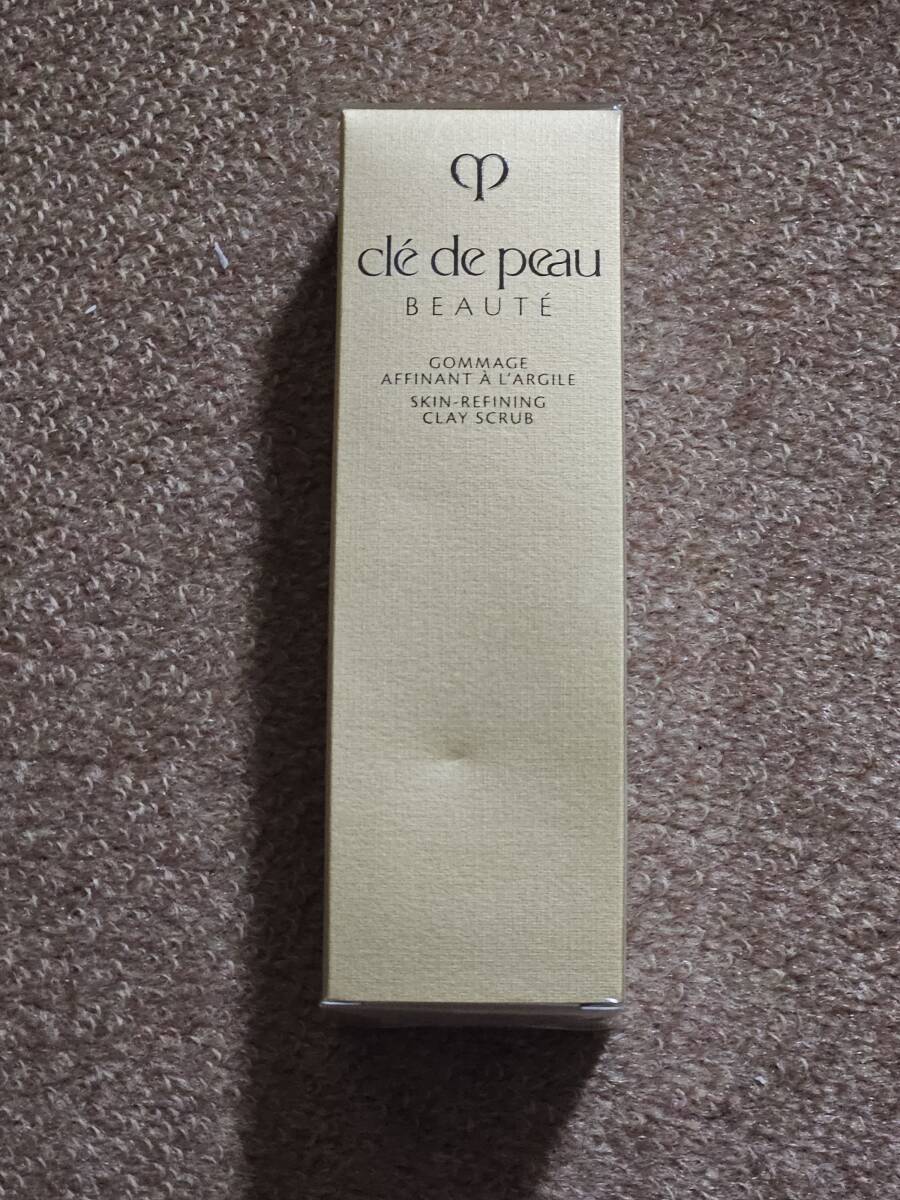 clé de peau
BEAUTÉ
GOMMAGE
AFFINANT À L'ARGILE
SKIN-REFINING
CLAY SCRUB